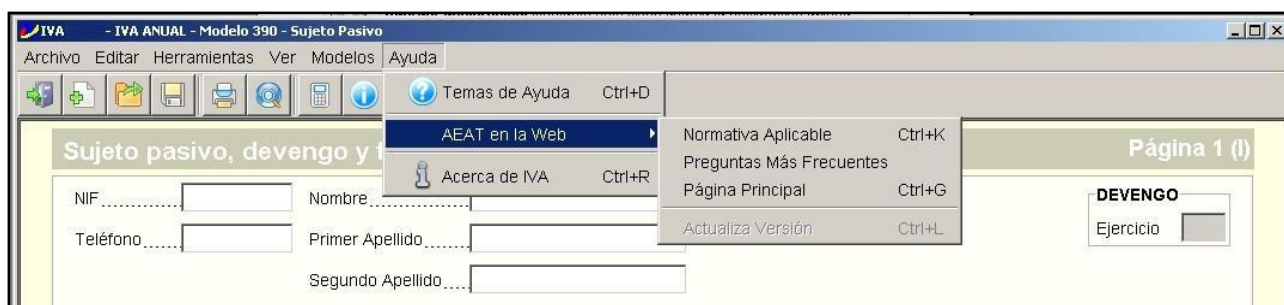 IVA - IVA ANUAL - Modelo 390 - Sujeto Pasivo
Archivo Editar Herramientas Ver Modelos Ayuda
Temas de Ayuda Ctrl+D
AEAT en la Web
Acerca de IVA Ctrl+R
Normativa Aplicable Ctrl+K
Preguntas Más Frecuentes
Página Principal Ctrl+G
Actualiza Versión Ctrl+L
Sujeto pasivo, devengo y
Página 1 (I)
NIF.............
Nombre..................
DEVENGO
Teléfono......
Primer Apellido........
Ejercicio
Segundo Apellido.....